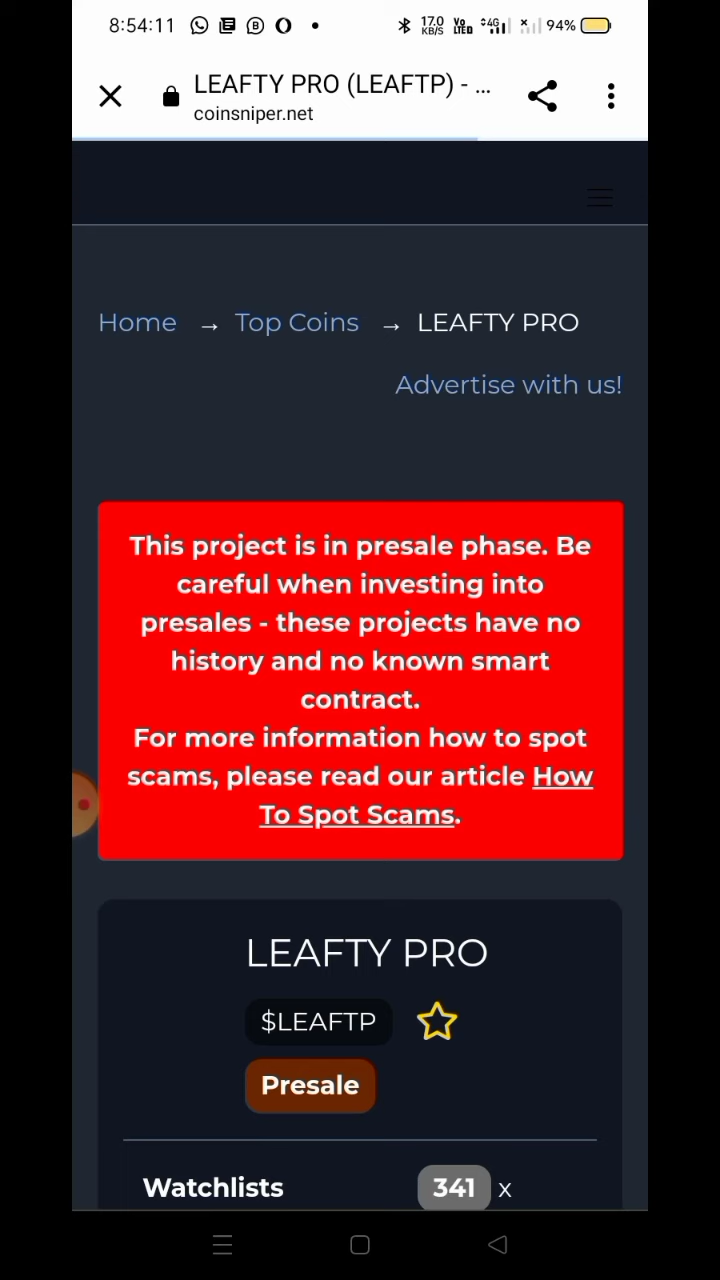 8:54:11 17.0 KB/S Vo LTED 4G 94%
LEAFTY PRO (LEAFTP) - ...
coinsniper.net
Home → Top Coins → LEAFTY PRO
Advertise with us!
This project is in presale phase. Be
careful when investing into
presales - these projects have no
history and no known smart
contract.
For more information how to spot
scams, please read our article How
To Spot Scams.
LEAFTY PRO
$LEAFTP
Presale
Watchlists 341 x